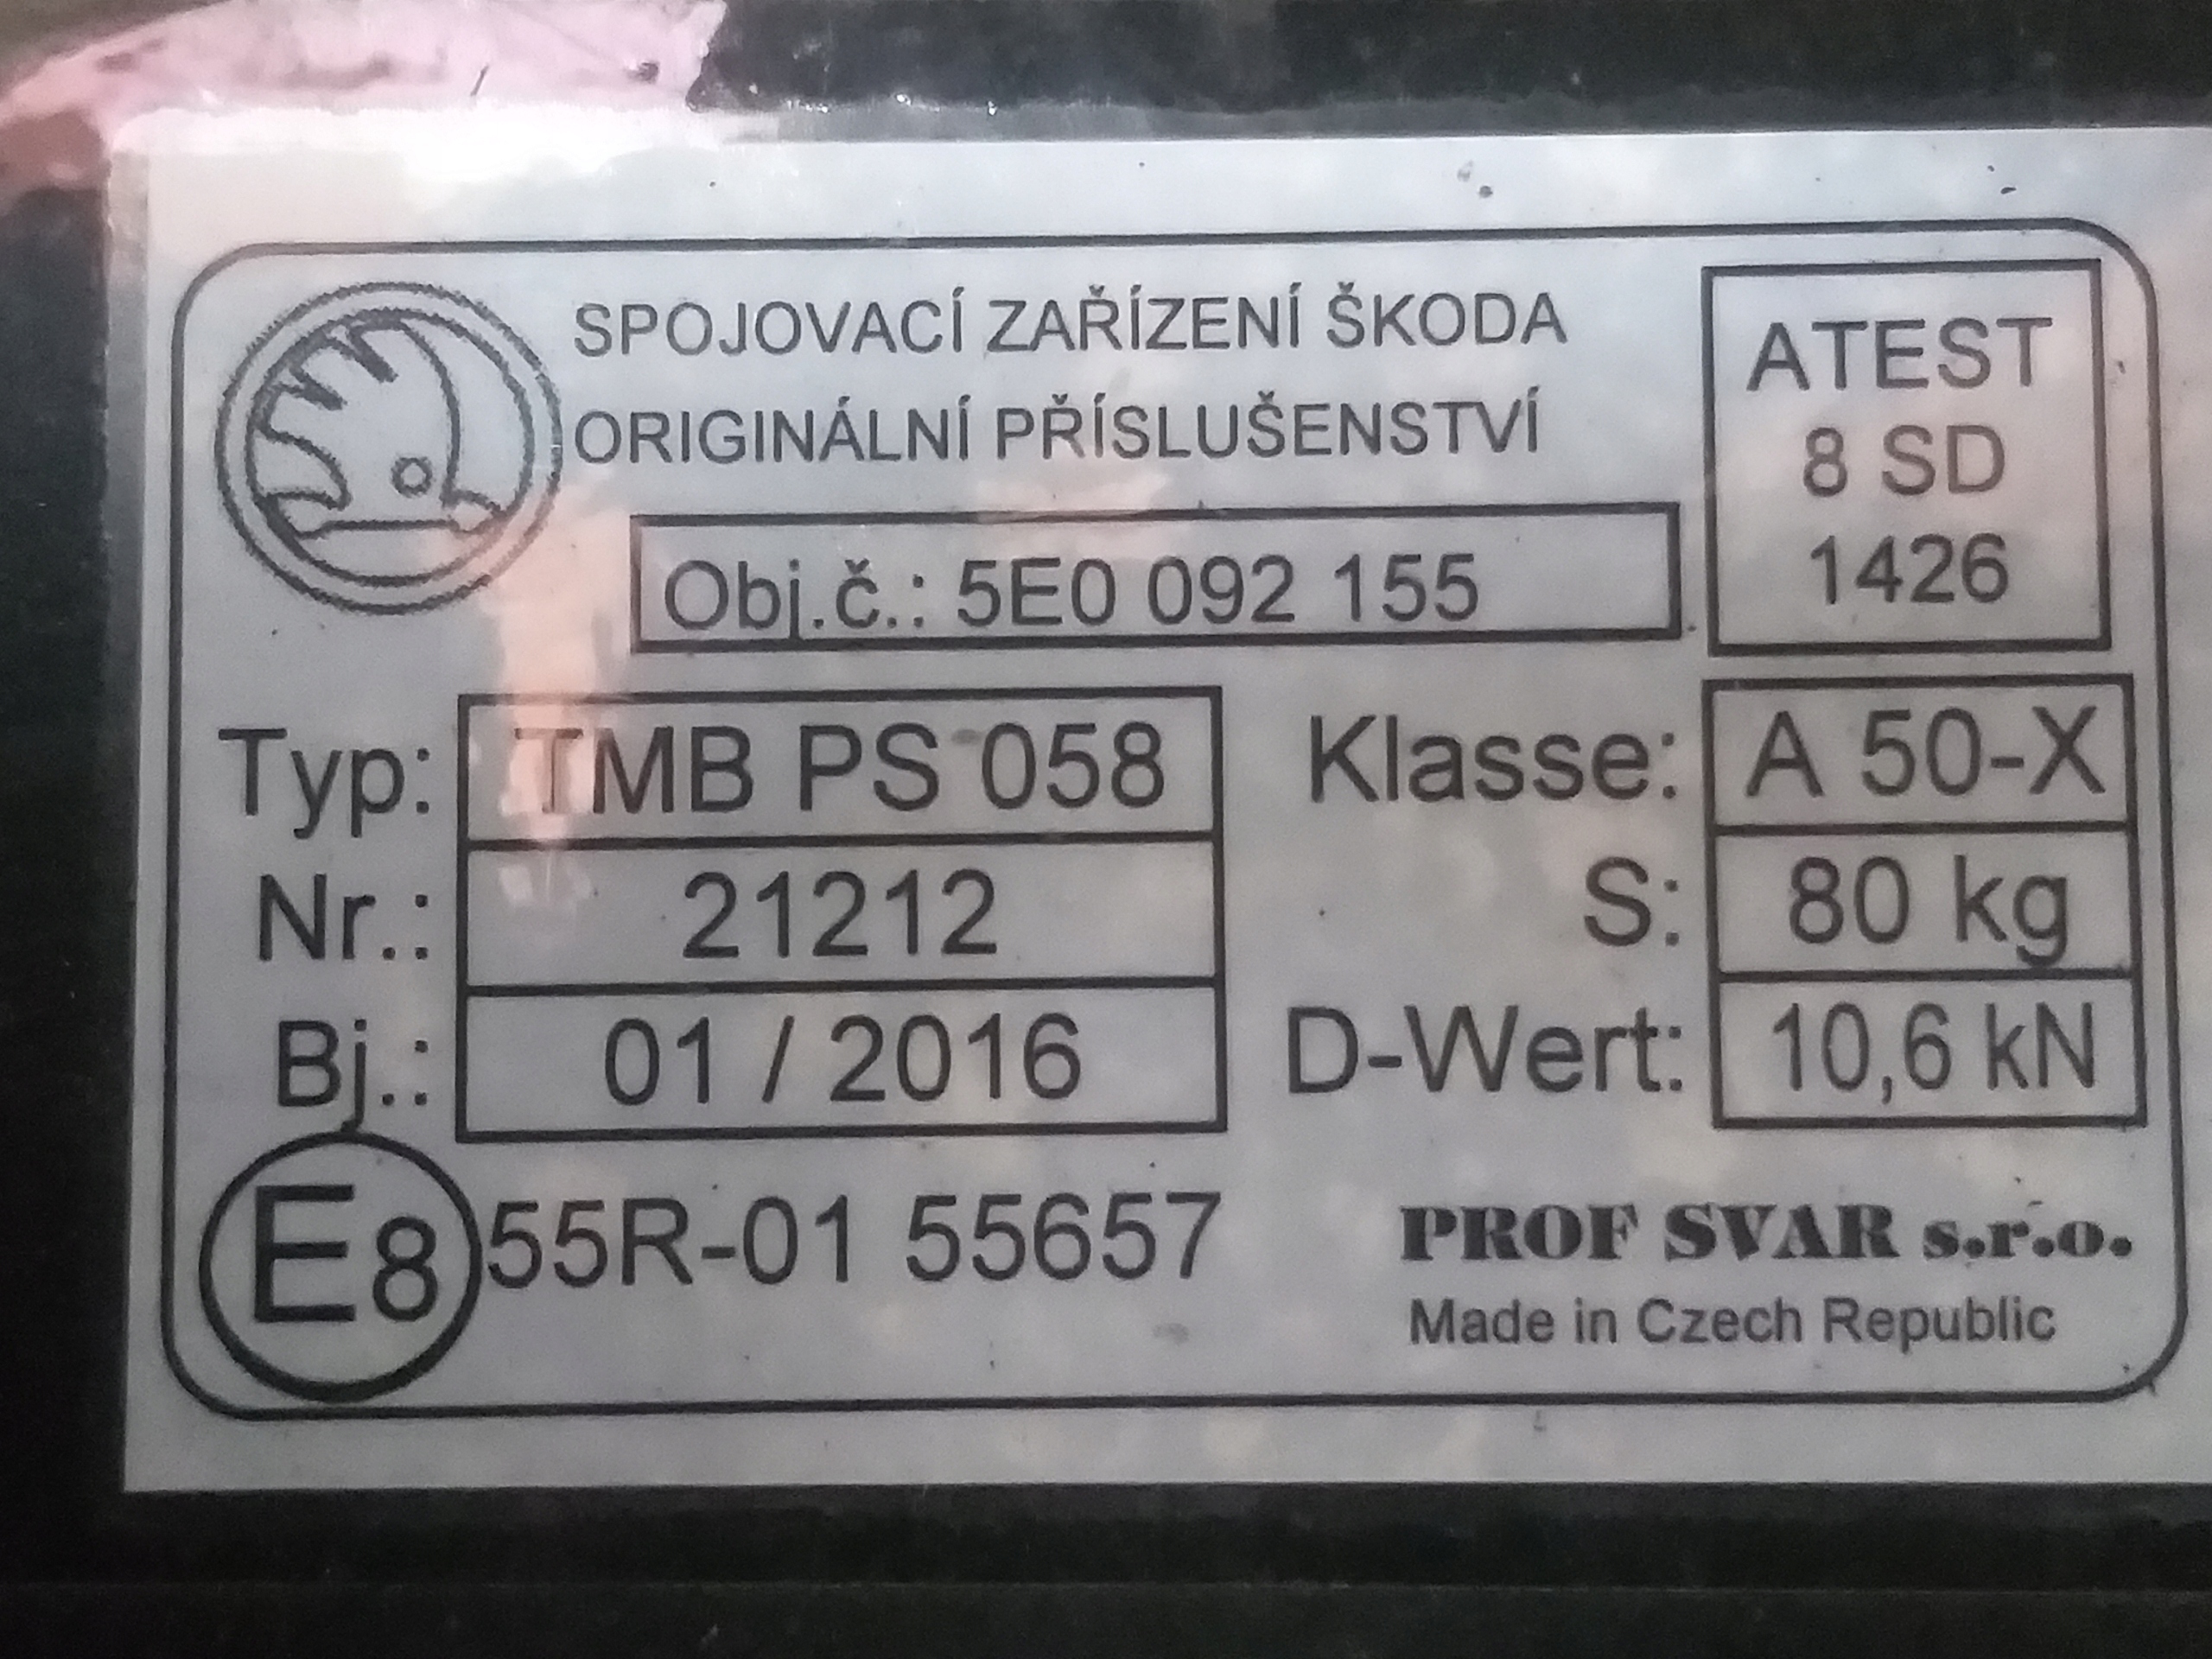 SPOJOVACÍ ZAŘÍZENÍ ŠKODA
ORIGINÁLNÍ PŘÍSLUŠENSTVÍ
Obj.č.: 5E0 092 155
ATEST
8 SD
1426
Typ: TMB PS 058
Nr.: 21212
Bj.: 01 / 2016
Klasse: A 50-X
S: 80 kg
D-Wert: 10,6 kN
E8 55R-01 55657
PROF SVAR s.r.o.
Made in Czech Republic